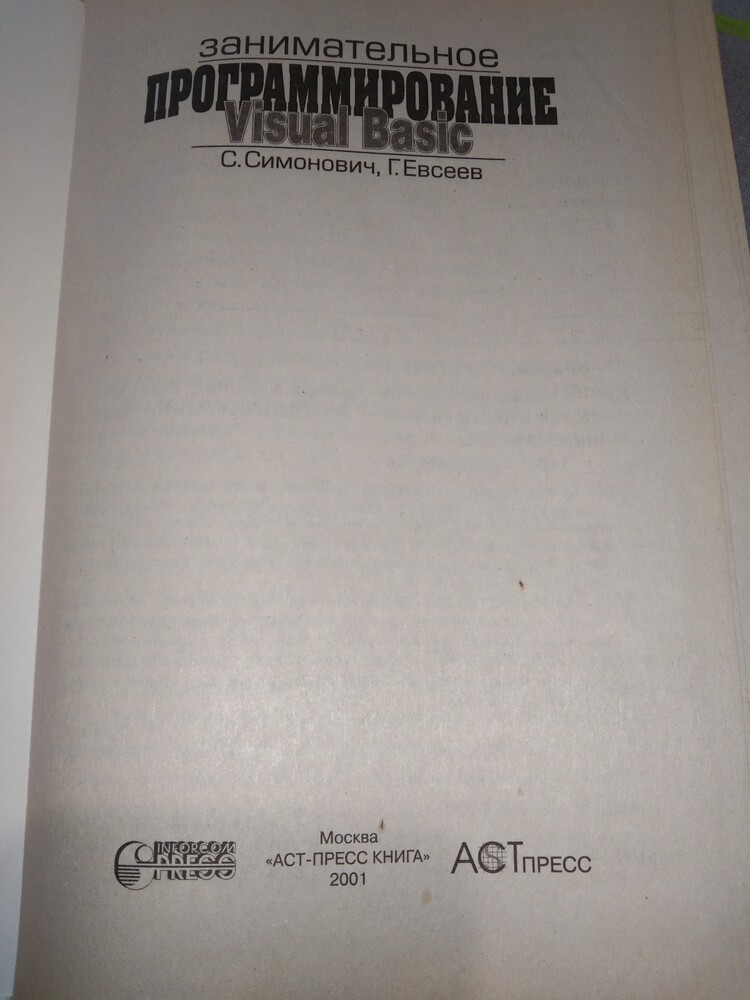 занимательное
ПРОГРАММИРОВАНИЕ
Visual Basic
С. Симонович, Г. Евсеев
INFORCOM
PRESS
Москва
«АСТ-ПРЕСС КНИГА»
2001
АСТ ПРЕСС